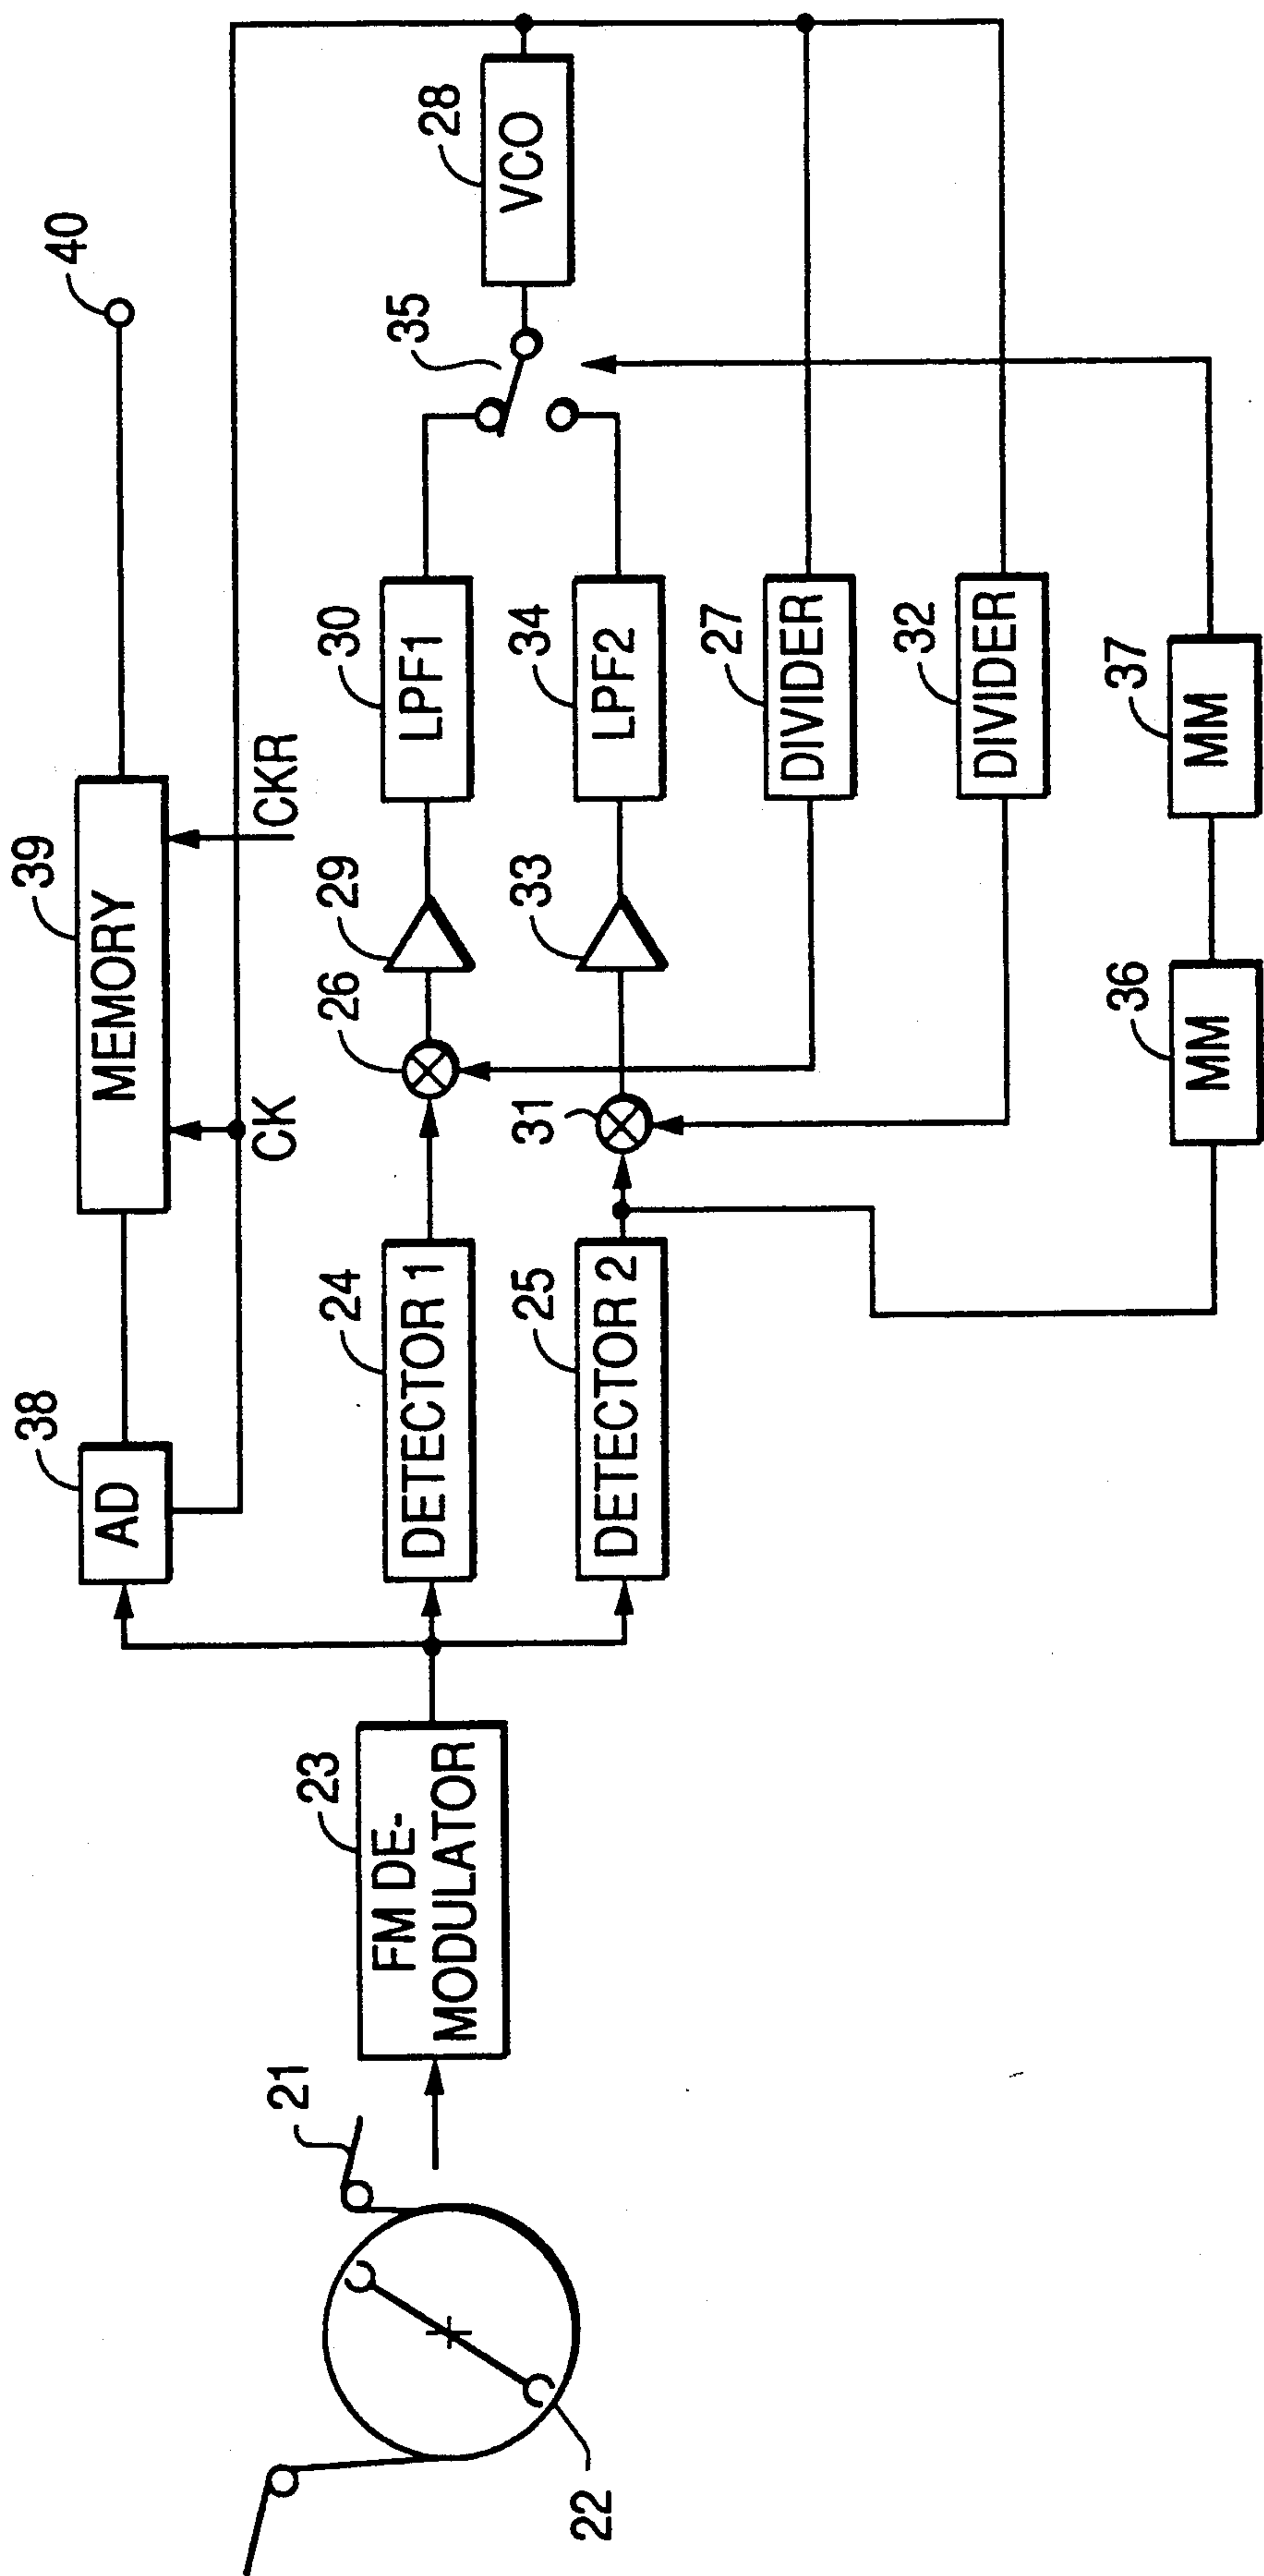 21
22
23
FM DE-
MODULATOR
38
AD
39
MEMORY
CK
CKR
40
24
DETECTOR 1
25
DETECTOR 2
26
29
30
LPF1
31
33
34
LPF2
35
28
VCO
27
DIVIDER
32
DIVIDER
36
MM
37
MM